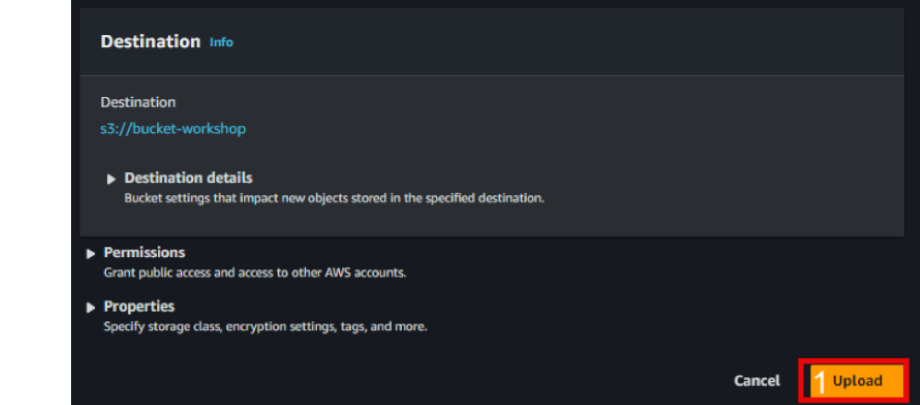 Destination Info
Destination
s3://bucket-workshop
Destination details
Bucket settings that impact new objects stored in the specified destination.
Permissions
Grant public access and access to other AWS accounts.
Properties
Specify storage class, encryption settings, tags, and more.
Cancel 1 Upload